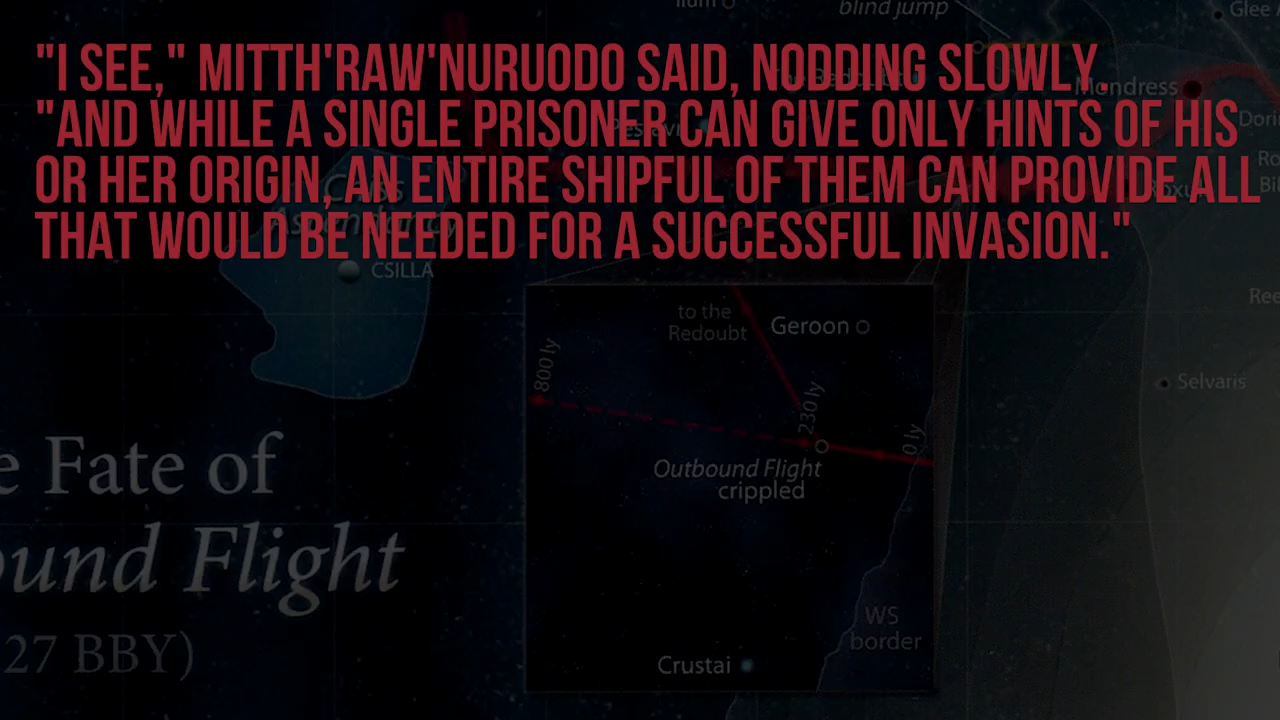 "I SEE," MITTH'RAW'NURUODO SAID, NODDING SLOWLY.
"AND WHILE A SINGLE PRISONER CAN GIVE ONLY HINTS OF HIS
OR HER ORIGIN, AN ENTIRE SHIPFUL OF THEM CAN PROVIDE ALL
THAT WOULD BE NEEDED FOR A SUCCESSFUL INVASION."
blind jump
Glee A
Mondress
Chiss
Ascendancy
CSILLA
to the
Redoubt
Geroon
800 ly
230 ly
0 ly
Selvaris
Outbound Flight
crippled
e Fate of
ound Flight
27 BBY)
WS
border
Crustai